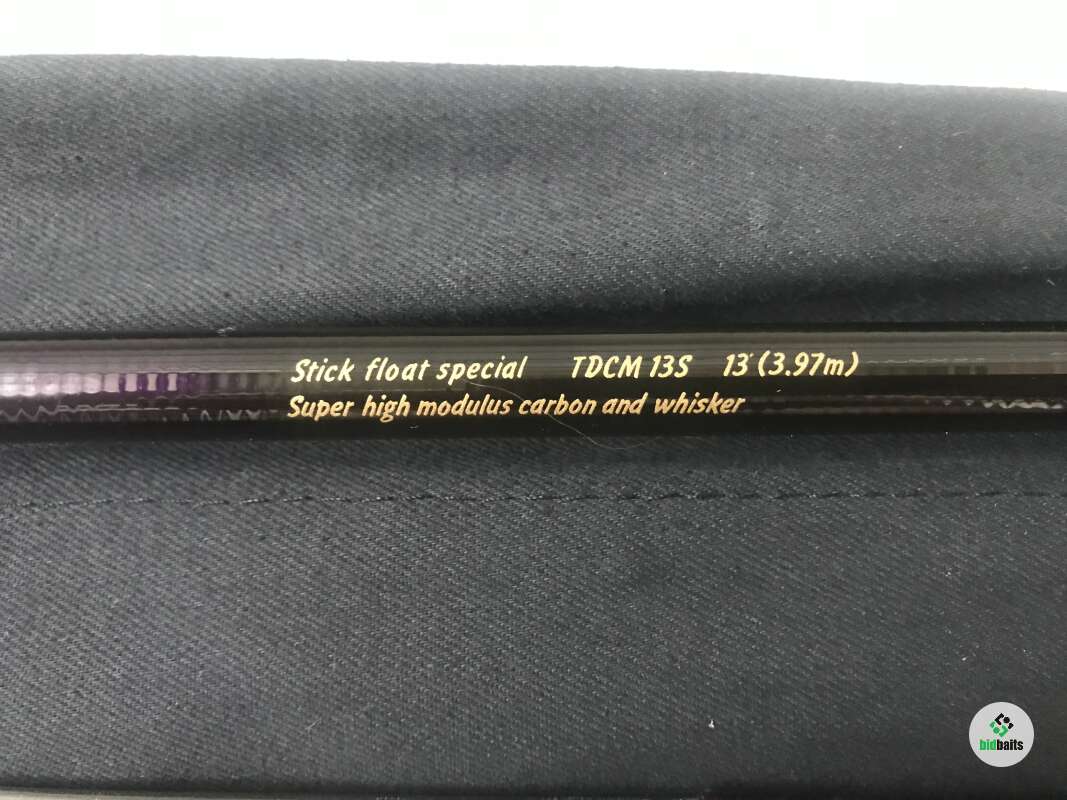 Stick float special TDCM 13S 13' (3.97m)
Super high modulus carbon and whisker
bidbaits